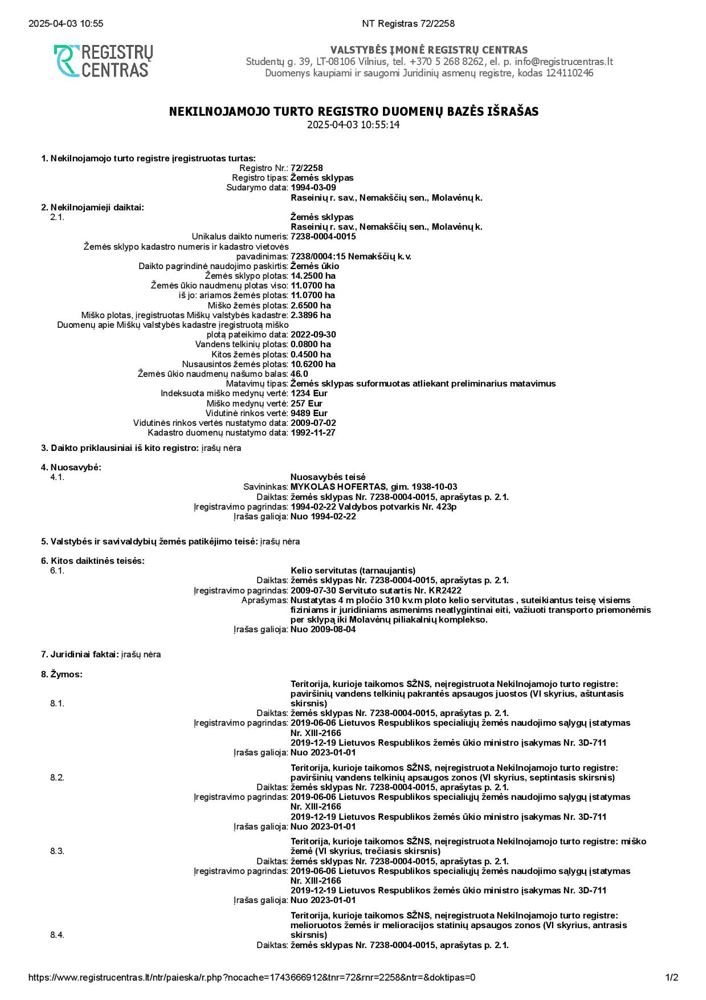 2025-04-03 10:55
NT Registras 72/2258
REGISTRŲ
CENTRAS
VALSTYBĖS ĮMONĖ REGISTRŲ CENTRAS
Studentų g. 39, LT-08106 Vilnius, tel. +370 5 268 8262, el. p. info@registrucentras.lt
Duomenys kaupiami ir saugomi Juridinių asmenų registre, kodas 124110246
NEKILNOJAMOJO TURTO REGISTRO DUOMENŲ BAZĖS IŠRAŠAS
2025-04-03 10:55:14
1. Nekilnojamojo turto registre įregistruotas turtas:
Registro Nr.: 72/2258
Registro tipas: Žemės sklypas
Sudarymo data: 1994-03-09
Raseinių r. sav., Nemakščių sen., Molavėnų k.
2. Nekilnojamieji daiktai:
2.1. Žemės sklypas
Raseinių r. sav., Nemakščių sen., Molavėnų k.
Unikalus daikto numeris: 7238-0004-0015
Žemės sklypo kadastro numeris ir kadastro vietovės
pavadinimas: 7238/0004:15 Nemakščių k.v.
Daikto pagrindinė naudojimo paskirtis: Žemės ūkio
Žemės sklypo plotas: 14.2500 ha
Žemės ūkio naudmenų plotas viso: 11.0700 ha
iš jo: ariamos žemės plotas: 11.0700 ha
Miško žemės plotas: 2.6500 ha
Miško plotas, įregistruotas Miškų valstybės kadastre: 2.3896 ha
Duomenų apie Miškų valstybės kadastre įregistruotą miško
plotą pateikimo data: 2022-09-30
Vandens telkinių plotas: 0.0800 ha
Kitos žemės plotas: 0.4500 ha
Nusausintos žemės plotas: 10.6200 ha
Žemės ūkio naudmenų našumo balas: 46.0
Matavimų tipas: Žemės sklypas suformuotas atliekant preliminarius matavimus
Indeksuota miško medynų vertė: 1234 Eur
Miško medynų vertė: 257 Eur
Vidutinė rinkos vertė: 9489 Eur
Vidutinės rinkos vertės nustatymo data: 2009-07-02
Kadastro duomenų nustatymo data: 1992-11-27
3. Daikto priklausiniai iš kito registro: įrašų nėra
4. Nuosavybė:
4.1. Nuosavybės teisė
Savininkas: MYKOLAS HOFERTAS, gim. 1938-10-03
Daiktas: žemės sklypas Nr. 7238-0004-0015, aprašytas p. 2.1.
Įregistravimo pagrindas: 1994-02-22 Valdybos potvarkis Nr. 423p
Įrašas galioja: Nuo 1994-02-22
5. Valstybės ir savivaldybių žemės patikėjimo teisė: įrašų nėra
6. Kitos daiktinės teisės:
6.1. Kelio servitutas (tarnaujantis)
Daiktas: žemės sklypas Nr. 7238-0004-0015, aprašytas p. 2.1.
Įregistravimo pagrindas: 2009-07-30 Servituto sutartis Nr. KR2422
Aprašymas: Nustatytas 4 m pločio 310 kv.m ploto kelio servitutas , suteikiantus teisę visiems
fiziniams ir juridiniams asmenims neatlygintinai eiti, važiuoti transporto priemonėmis
per sklypą iki Molavėnų piliakalnių komplekso.
Įrašas galioja: Nuo 2009-08-04
7. Juridiniai faktai: įrašų nėra
8. Žymos:
Teritorija, kurioje taikomos SŽNS, neįregistruota Nekilnojamojo turto registre:
paviršinių vandens telkinių pakrantės apsaugos juostos (VI skyrius, aštuntasis
8.1. skirsnis)
Daiktas: žemės sklypas Nr. 7238-0004-0015, aprašytas p. 2.1.
Įregistravimo pagrindas: 2019-06-06 Lietuvos Respublikos specialiųjų žemės naudojimo sąlygų įstatymas
Nr. XIII-2166
2019-12-19 Lietuvos Respublikos žemės ūkio ministro įsakymas Nr. 3D-711
Įrašas galioja: Nuo 2023-01-01
Teritorija, kurioje taikomos SŽNS, neįregistruota Nekilnojamojo turto registre:
8.2. paviršinių vandens telkinių apsaugos zonos (VI skyrius, septintasis skirsnis)
Daiktas: žemės sklypas Nr. 7238-0004-0015, aprašytas p. 2.1.
Įregistravimo pagrindas: 2019-06-06 Lietuvos Respublikos specialiųjų žemės naudojimo sąlygų įstatymas
Nr. XIII-2166
2019-12-19 Lietuvos Respublikos žemės ūkio ministro įsakymas Nr. 3D-711
Įrašas galioja: Nuo 2023-01-01
Teritorija, kurioje taikomos SŽNS, neįregistruota Nekilnojamojo turto registre: miško
8.3. žemė (VI skyrius, trečiasis skirsnis)
Daiktas: žemės sklypas Nr. 7238-0004-0015, aprašytas p. 2.1.
Įregistravimo pagrindas: 2019-06-06 Lietuvos Respublikos specialiųjų žemės naudojimo sąlygų įstatymas
Nr. XIII-2166
2019-12-19 Lietuvos Respublikos žemės ūkio ministro įsakymas Nr. 3D-711
Įrašas galioja: Nuo 2023-01-01
Teritorija, kurioje taikomos SŽNS, neįregistruota Nekilnojamojo turto registre:
melioruotos žemės ir melioracijos statinių apsaugos zonos (VI skyrius, antrasis
8.4. skirsnis)
Daiktas: žemės sklypas Nr. 7238-0004-0015, aprašytas p. 2.1.
https://www.registrucentras.lt/ntr/paieska/r.php?nocache=1743666912&tnr=72&rnr=2258&ntr=&doktipas=0
1/2